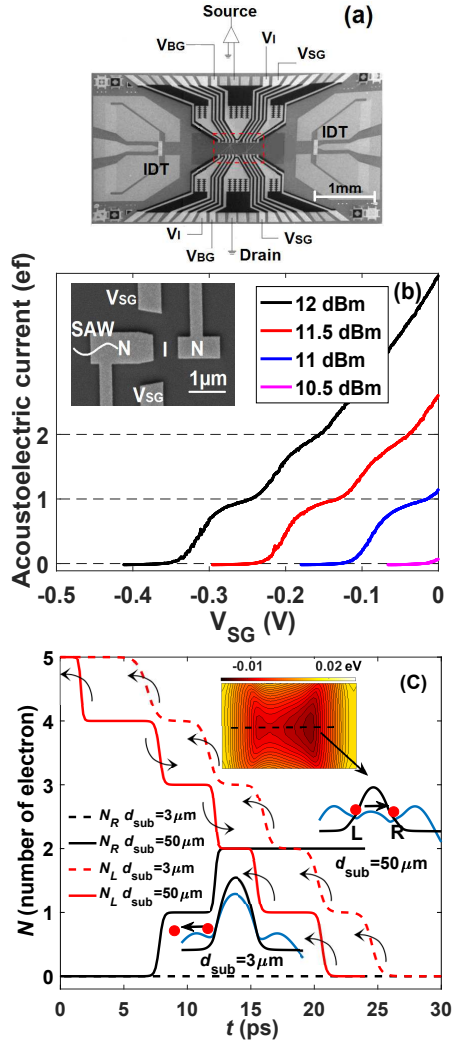 Source
(a)
V_BG
V_I
V_SG
IDT
IDT
1mm
V_I
V_BG
Drain
V_SG
(b)
Acoustoelectric current (ef)
2
1
0
V_SG
SAW
N
I
N
V_SG
1μm
12 dBm
11.5 dBm
11 dBm
10.5 dBm
-0.5
-0.4
-0.3
-0.2
-0.1
0
V_SG (V)
(C)
N (number of electron)
5
4
3
2
1
0
-0.01
0.02 eV
N_R d_sub=3μm
N_R d_sub=50μm
N_L d_sub=3μm
N_L d_sub=50μm
L
R
d_sub=50μm
d_sub=3μm
0
5
10
15
20
25
30
t (ps)